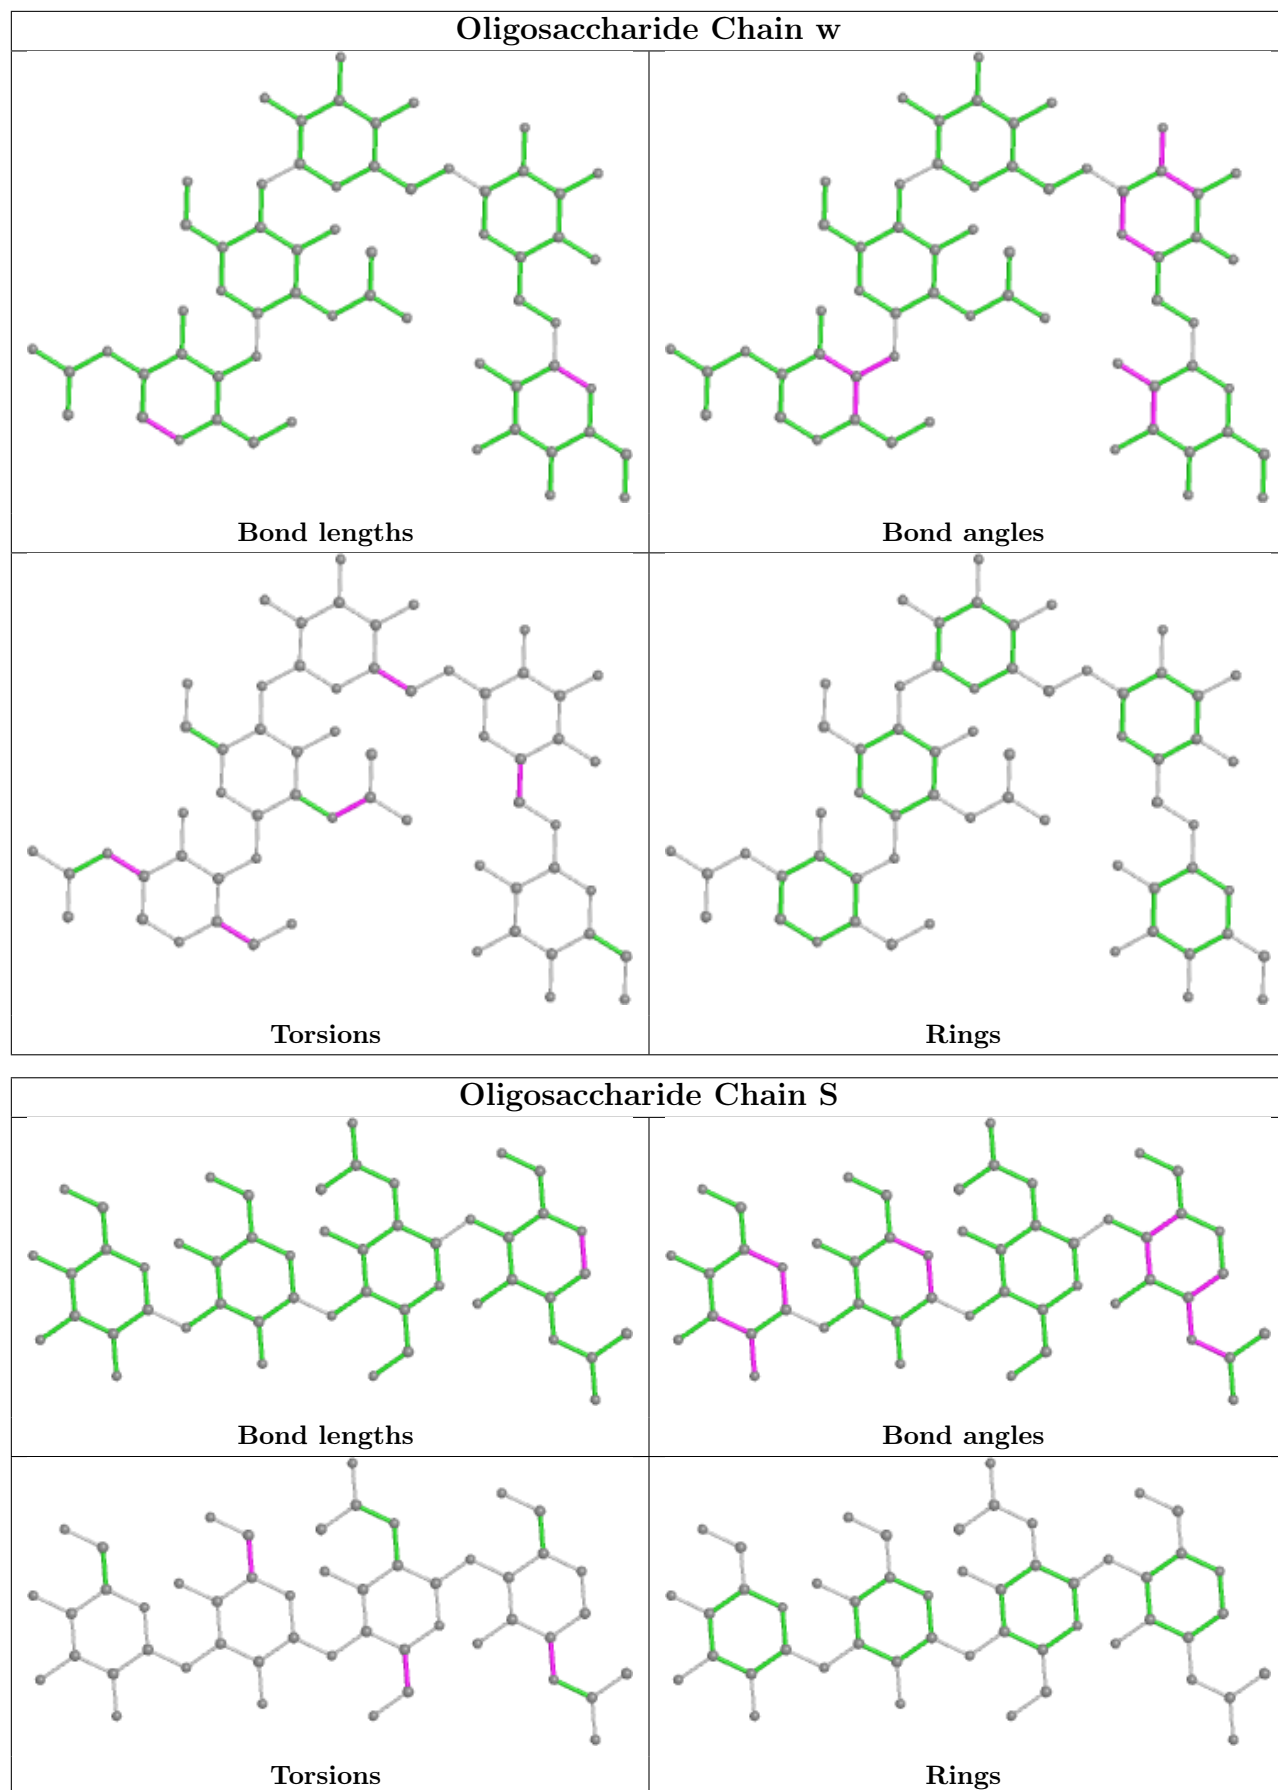 Oligosaccharide Chain w
Bond lengths
Bond angles
Torsions
Rings
Oligosaccharide Chain S
Bond lengths
Bond angles
Torsions
Rings